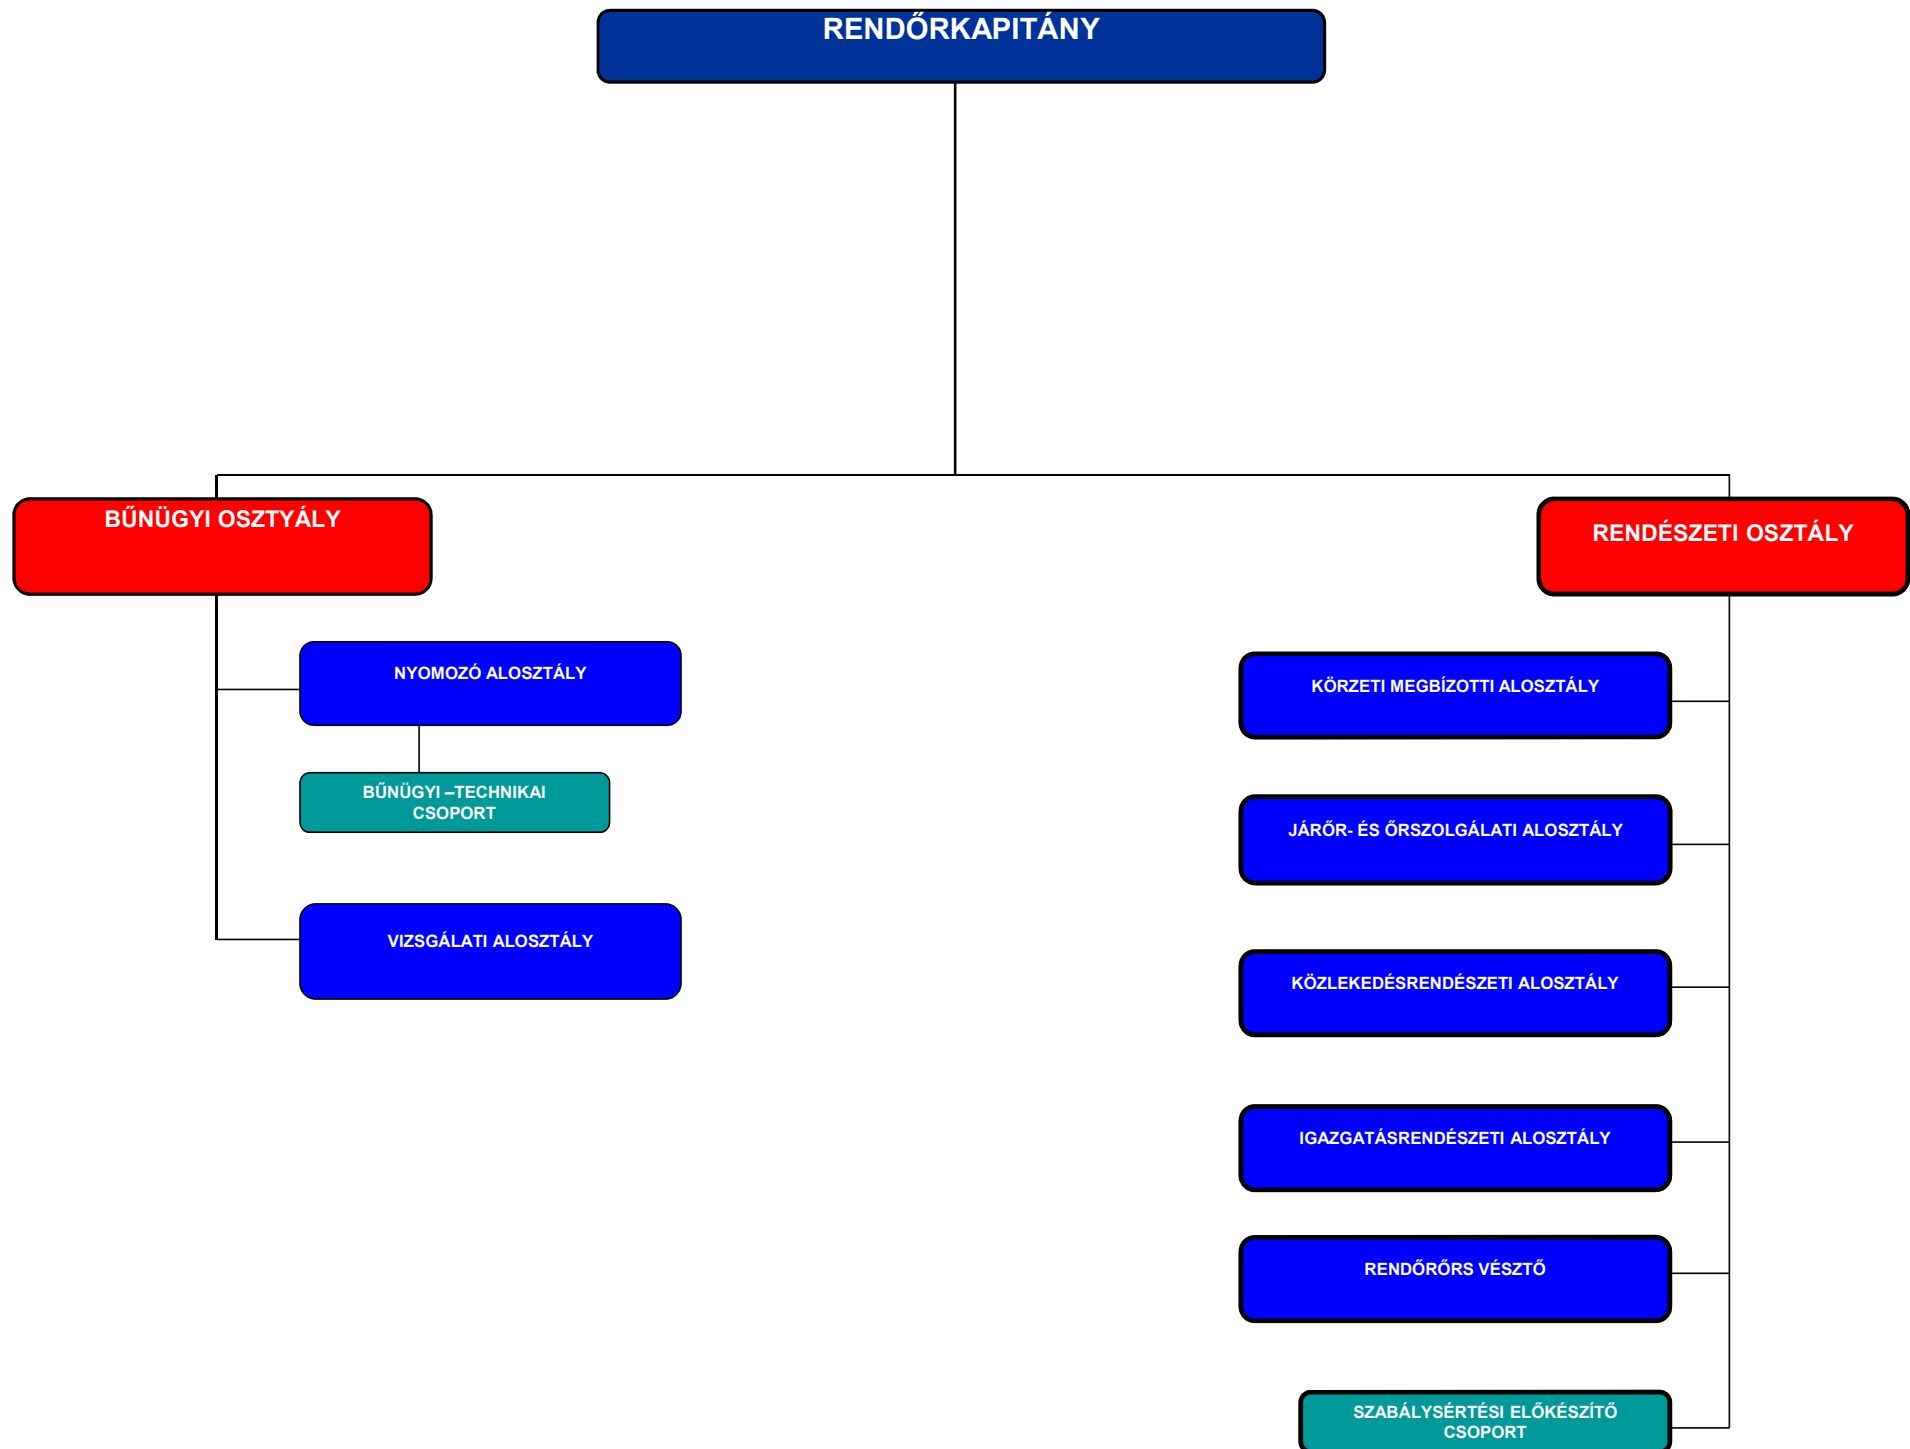 RENDŐRKAPITÁNY
BŰNÜGYI OSZTYÁLY
RENDÉSZETI OSZTÁLY
NYOMOZÓ ALOSZTÁLY
BŰNÜGYI –TECHNIKAI
CSOPORT
VIZSGÁLATI ALOSZTÁLY
KÖRZETI MEGBÍZOTTI ALOSZTÁLY
JÁRŐR- ÉS ŐRSZOLGÁLATI ALOSZTÁLY
KÖZLEKEDÉSRENDÉSZETI ALOSZTÁLY
IGAZGATÁSRENDÉSZETI ALOSZTÁLY
RENDŐRŐRS VÉSZTŐ
SZABÁLYSÉRTÉSI ELŐKÉSZÍTŐ
CSOPORT